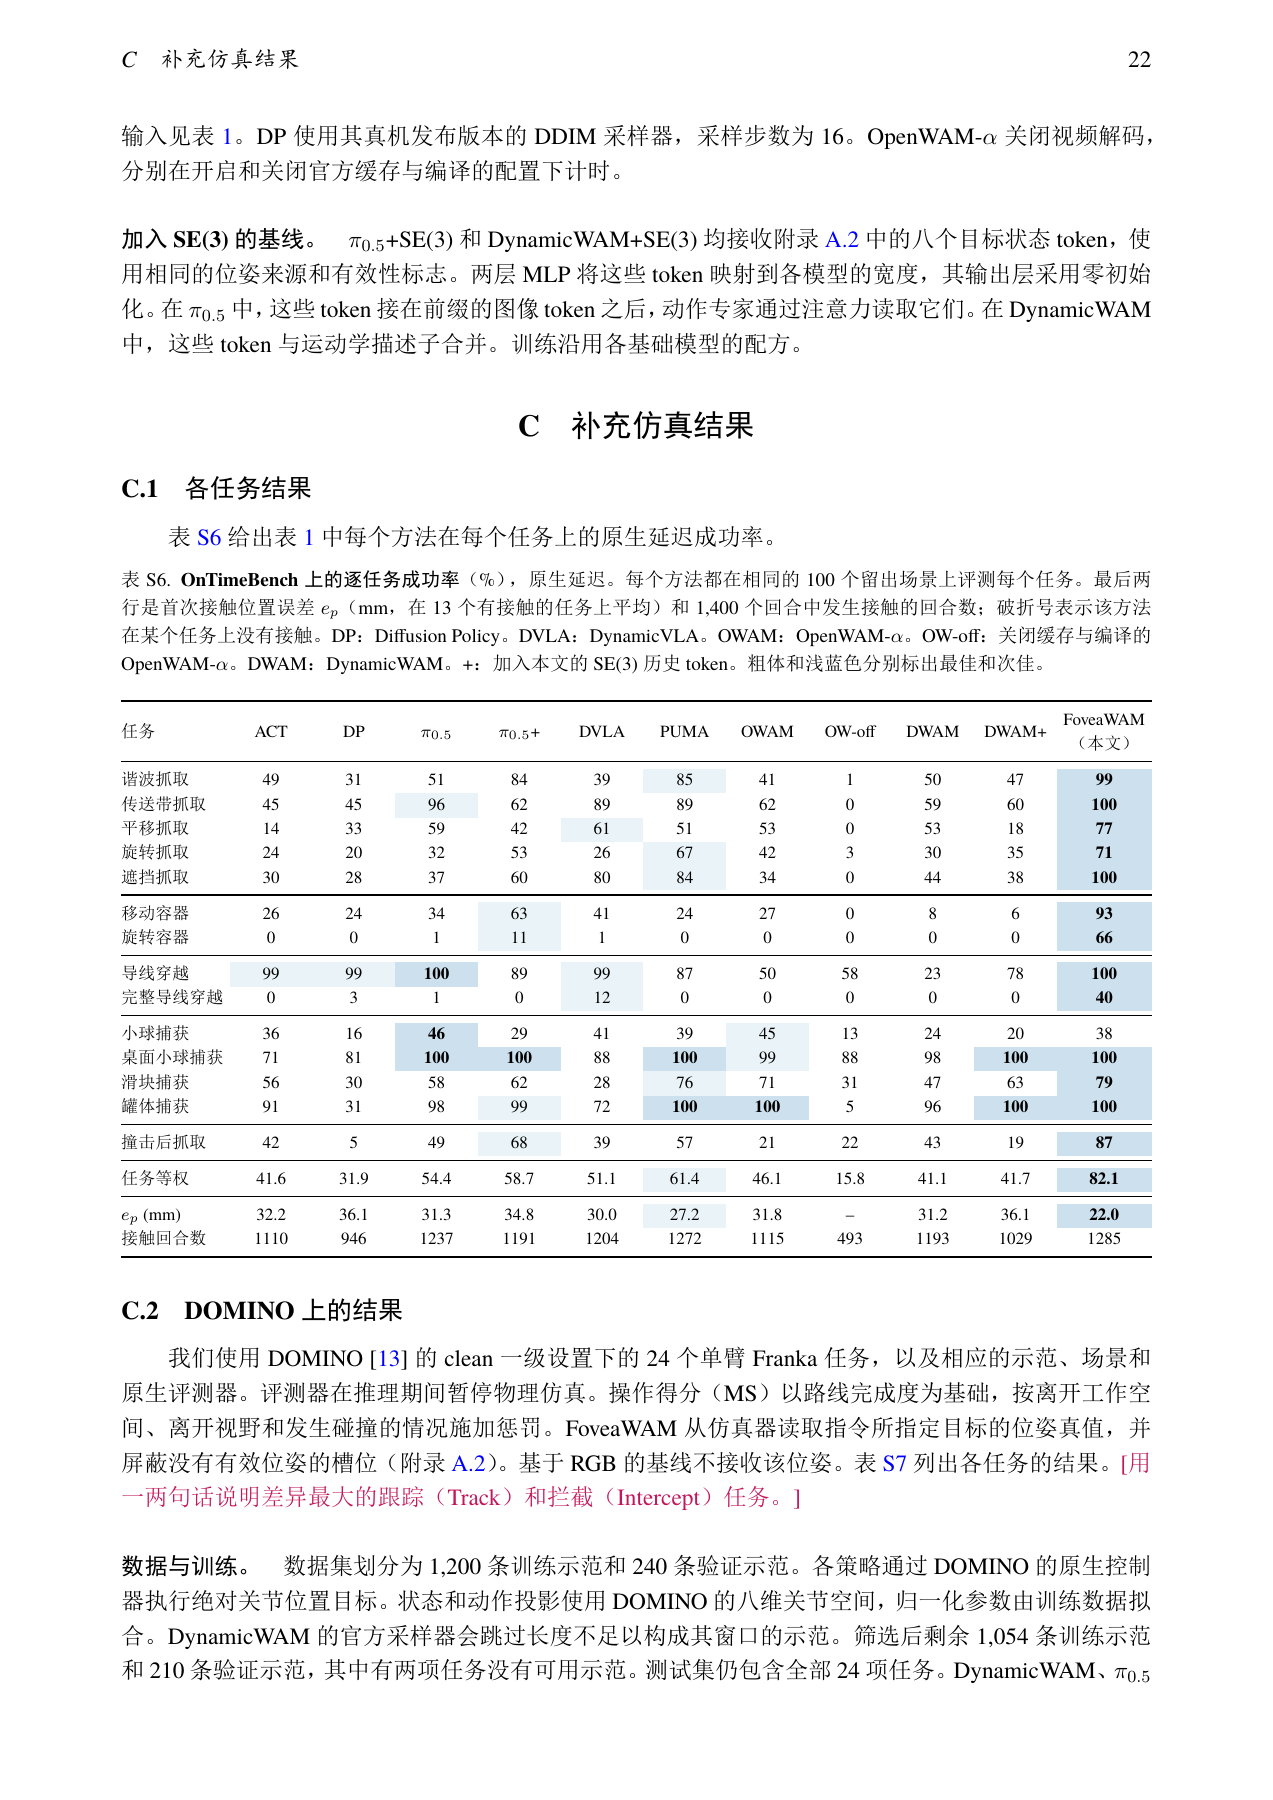 C 补充仿真结果 22
输入见表 1。DP 使用其真机发布版本的 DDIM 采样器，采样步数为 16。OpenWAM-α 关闭视频解码，
分别在开启和关闭官方缓存与编译的配置下计时。
加入 SE(3) 的基线。 π0.5+SE(3) 和 DynamicWAM+SE(3) 均接收附录 A.2 中的八个目标状态 token，使
用相同的位姿来源和有效性标志。两层 MLP 将这些 token 映射到各模型的宽度，其输出层采用零初始
化。在 π0.5 中，这些 token 接在前缀的图像 token 之后，动作专家通过注意力读取它们。在 DynamicWAM
中，这些 token 与运动学描述子合并。训练沿用各基础模型的配方。
C 补充仿真结果
C.1 各任务结果
表 S6 给出表 1 中每个方法在每个任务上的原生延迟成功率。
表 S6. OnTimeBench 上的逐任务成功率（%），原生延迟。每个方法都在相同的 100 个留出场景上评测每个任务。最后两
行是首次接触位置误差 ep（mm，在 13 个有接触的任务上平均）和 1,400 个回合中发生接触的回合数；破折号表示该方法
在某个任务上没有接触。DP：Diffusion Policy。DVLA：DynamicVLA。OWAM：OpenWAM-α。OW-off：关闭缓存与编译的
OpenWAM-α。DWAM：DynamicWAM。+：加入本文的 SE(3) 历史 token。粗体和浅蓝色分别标出最佳和次佳。
任务 ACT DP π0.5 π0.5+ DVLA PUMA OWAM OW-off DWAM DWAM+ FoveaWAM
（本文）
谐波抓取 49 31 51 84 39 85 41 1 50 47 99
传送带抓取 45 45 96 62 89 89 62 0 59 60 100
平移抓取 14 33 59 42 61 51 53 0 53 18 77
旋转抓取 24 20 32 53 26 67 42 3 30 35 71
遮挡抓取 30 28 37 60 80 84 34 0 44 38 100
移动容器 26 24 34 63 41 24 27 0 8 6 93
旋转容器 0 0 1 11 1 0 0 0 0 0 66
导线穿越 99 99 100 89 99 87 50 58 23 78 100
完整导线穿越 0 3 1 0 12 0 0 0 0 0 40
小球捕获 36 16 46 29 41 39 45 13 24 20 38
桌面小球捕获 71 81 100 100 88 100 99 88 98 100 100
滑块捕获 56 30 58 62 28 76 71 31 47 63 79
罐体捕获 91 31 98 99 72 100 100 5 96 100 100
撞击后抓取 42 5 49 68 39 57 21 22 43 19 87
任务等权 41.6 31.9 54.4 58.7 51.1 61.4 46.1 15.8 41.1 41.7 82.1
ep (mm) 32.2 36.1 31.3 34.8 30.0 27.2 31.8 – 31.2 36.1 22.0
接触回合数 1110 946 1237 1191 1204 1272 1115 493 1193 1029 1285
C.2 DOMINO 上的结果
我们使用 DOMINO [13] 的 clean 一级设置下的 24 个单臂 Franka 任务，以及相应的示范、场景和
原生评测器。评测器在推理期间暂停物理仿真。操作得分（MS）以路线完成度为基础，按离开工作空
间、离开视野和发生碰撞的情况施加惩罚。FoveaWAM 从仿真器读取指令所指定目标的位姿真值，并
屏蔽没有有效位姿的槽位（附录 A.2）。基于 RGB 的基线不接收该位姿。表 S7 列出各任务的结果。[用
一两句话说明差异最大的跟踪（Track）和拦截（Intercept）任务。]
数据与训练。 数据集划分为 1,200 条训练示范和 240 条验证示范。各策略通过 DOMINO 的原生控制
器执行绝对关节位置目标。状态和动作投影使用 DOMINO 的八维关节空间，归一化参数由训练数据拟
合。DynamicWAM 的官方采样器会跳过长度不足以构成其窗口的示范。筛选后剩余 1,054 条训练示范
和 210 条验证示范，其中有两项任务没有可用示范。测试集仍包含全部 24 项任务。DynamicWAM、π0.5